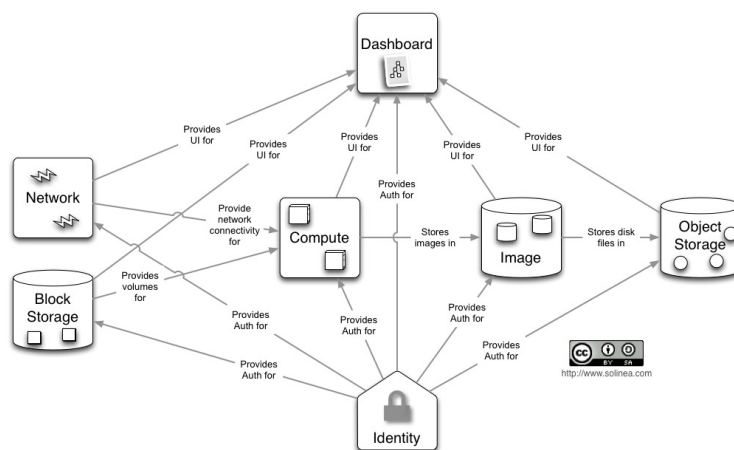 Dashboard
Provides
UI for
Provides
UI for
Provides
UI for
Provides
UI for
Provides
UI for
Provides
Auth for
Network
Provide
network
connectivity
for
Compute
Stores
images in
Image
Stores disk
files in
Object
Storage
Block
Storage
Provides
volumes
for
Provides
Auth for
Provides
Auth for
Provides
Auth for
Provides
Auth for
Provides
Auth for
Identity
cc
BY SA
http://www.solinea.com